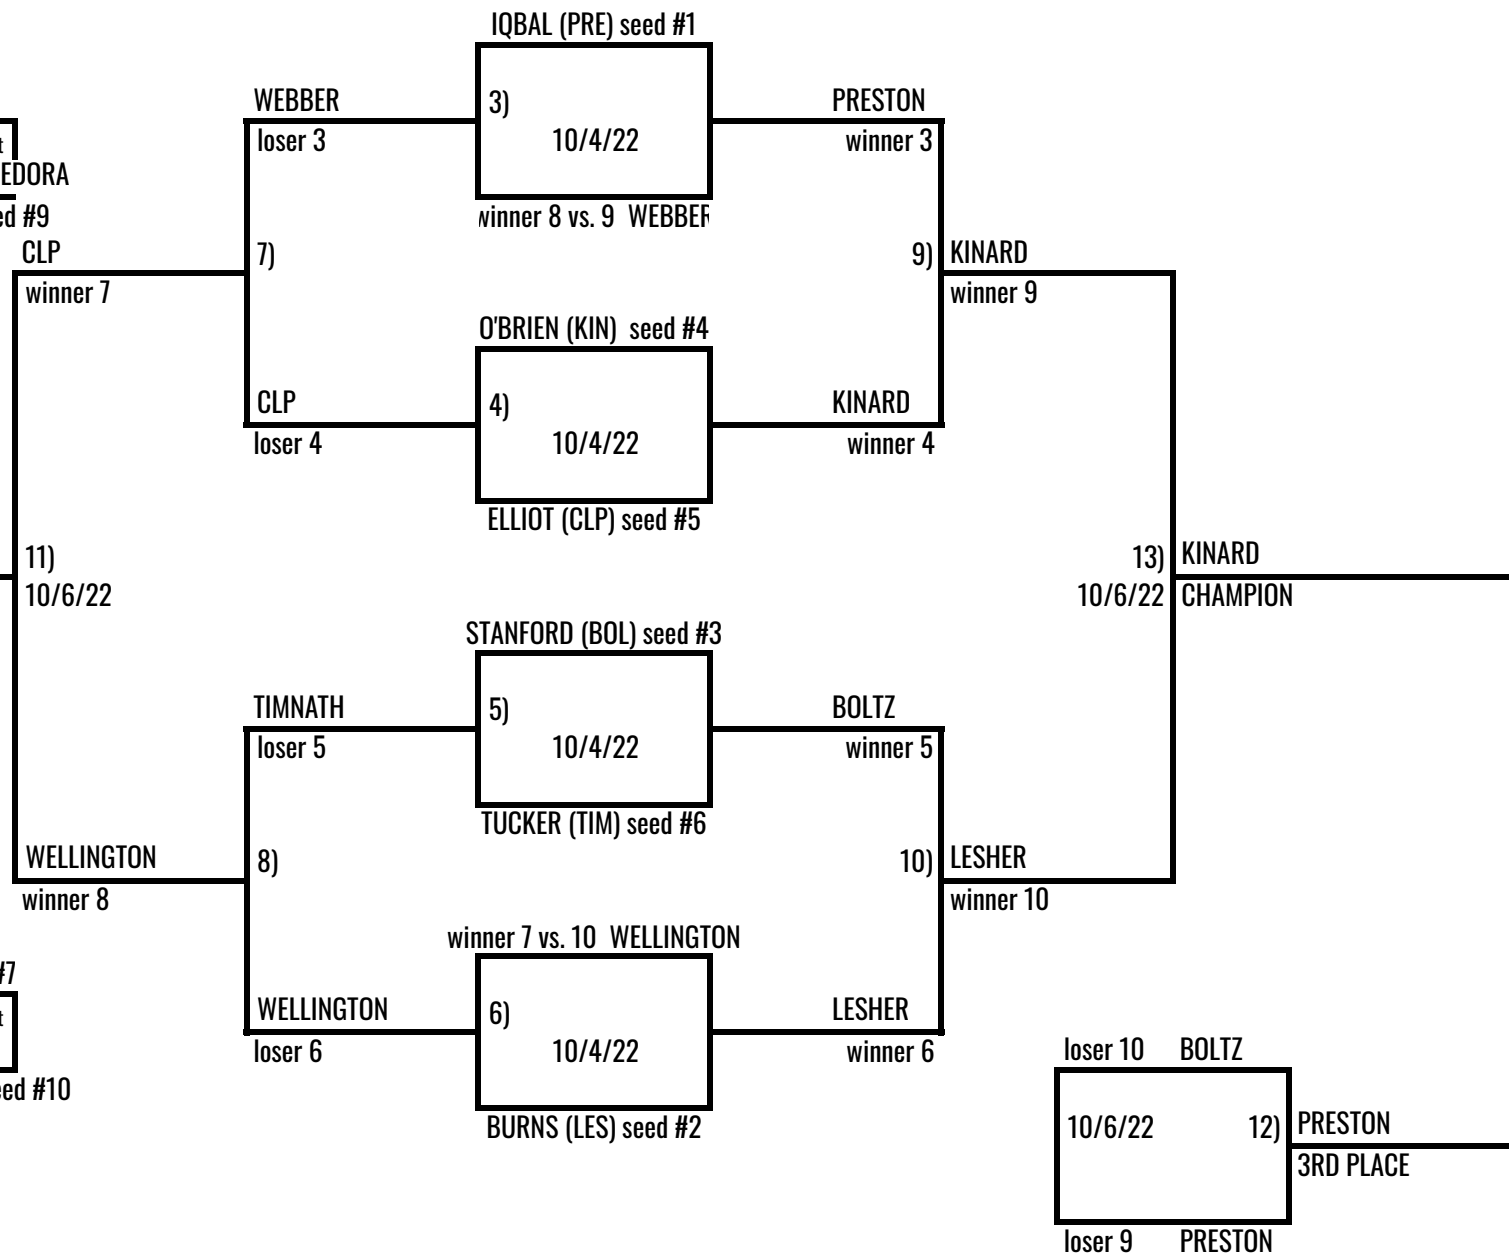 IQBAL (PRE) seed #1
WEBBER
3)
PRESTON
loser 3
10/4/22
winner 3
t
EDORA
ed #9
winner 8 vs. 9 WEBBER
CLP
7)
9)
KINARD
winner 7
winner 9
O'BRIEN (KIN) seed #4
CLP
4)
KINARD
loser 4
10/4/22
winner 4
ELLIOT (CLP) seed #5
11)
13)
KINARD
10/6/22
10/6/22
CHAMPION
STANFORD (BOL) seed #3
TIMNATH
5)
BOLTZ
loser 5
10/4/22
winner 5
TUCKER (TIM) seed #6
WELLINGTON
8)
10)
LESHER
winner 8
winner 10
winner 7 vs. 10 WELLINGTON
#7
WELLINGTON
6)
LESHER
t
loser 6
10/4/22
winner 6
loser 10 BOLTZ
eed #10
BURNS (LES) seed #2
10/6/22
12)
PRESTON
3RD PLACE
loser 9 PRESTON